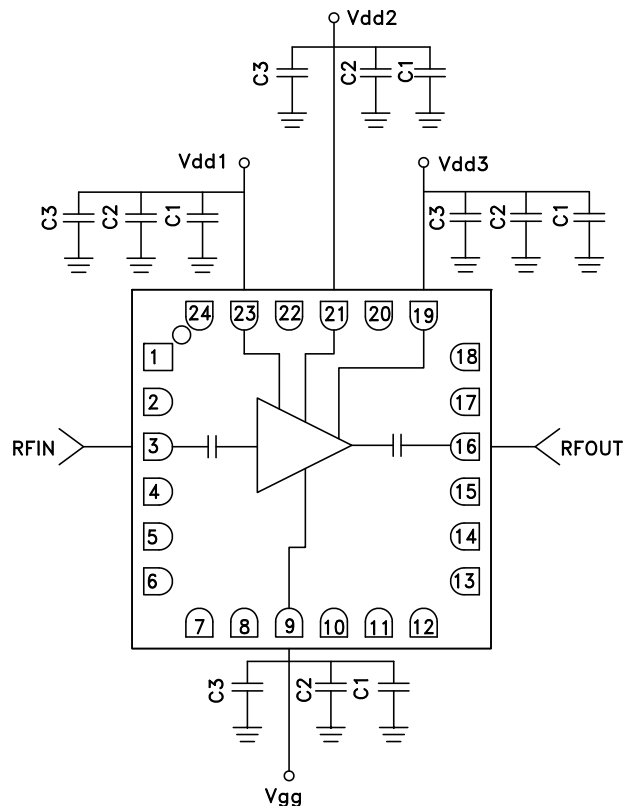 Vdd2
C3 C2 C1
Vdd1 Vdd3
C3 C2 C1 C3 C2 C1
24 23 22 21 20 19
1 18
2 17
RFIN 3 16 RFOUT
4 15
5 14
6 13
7 8 9 10 11 12
C3 C2 C1
Vgg